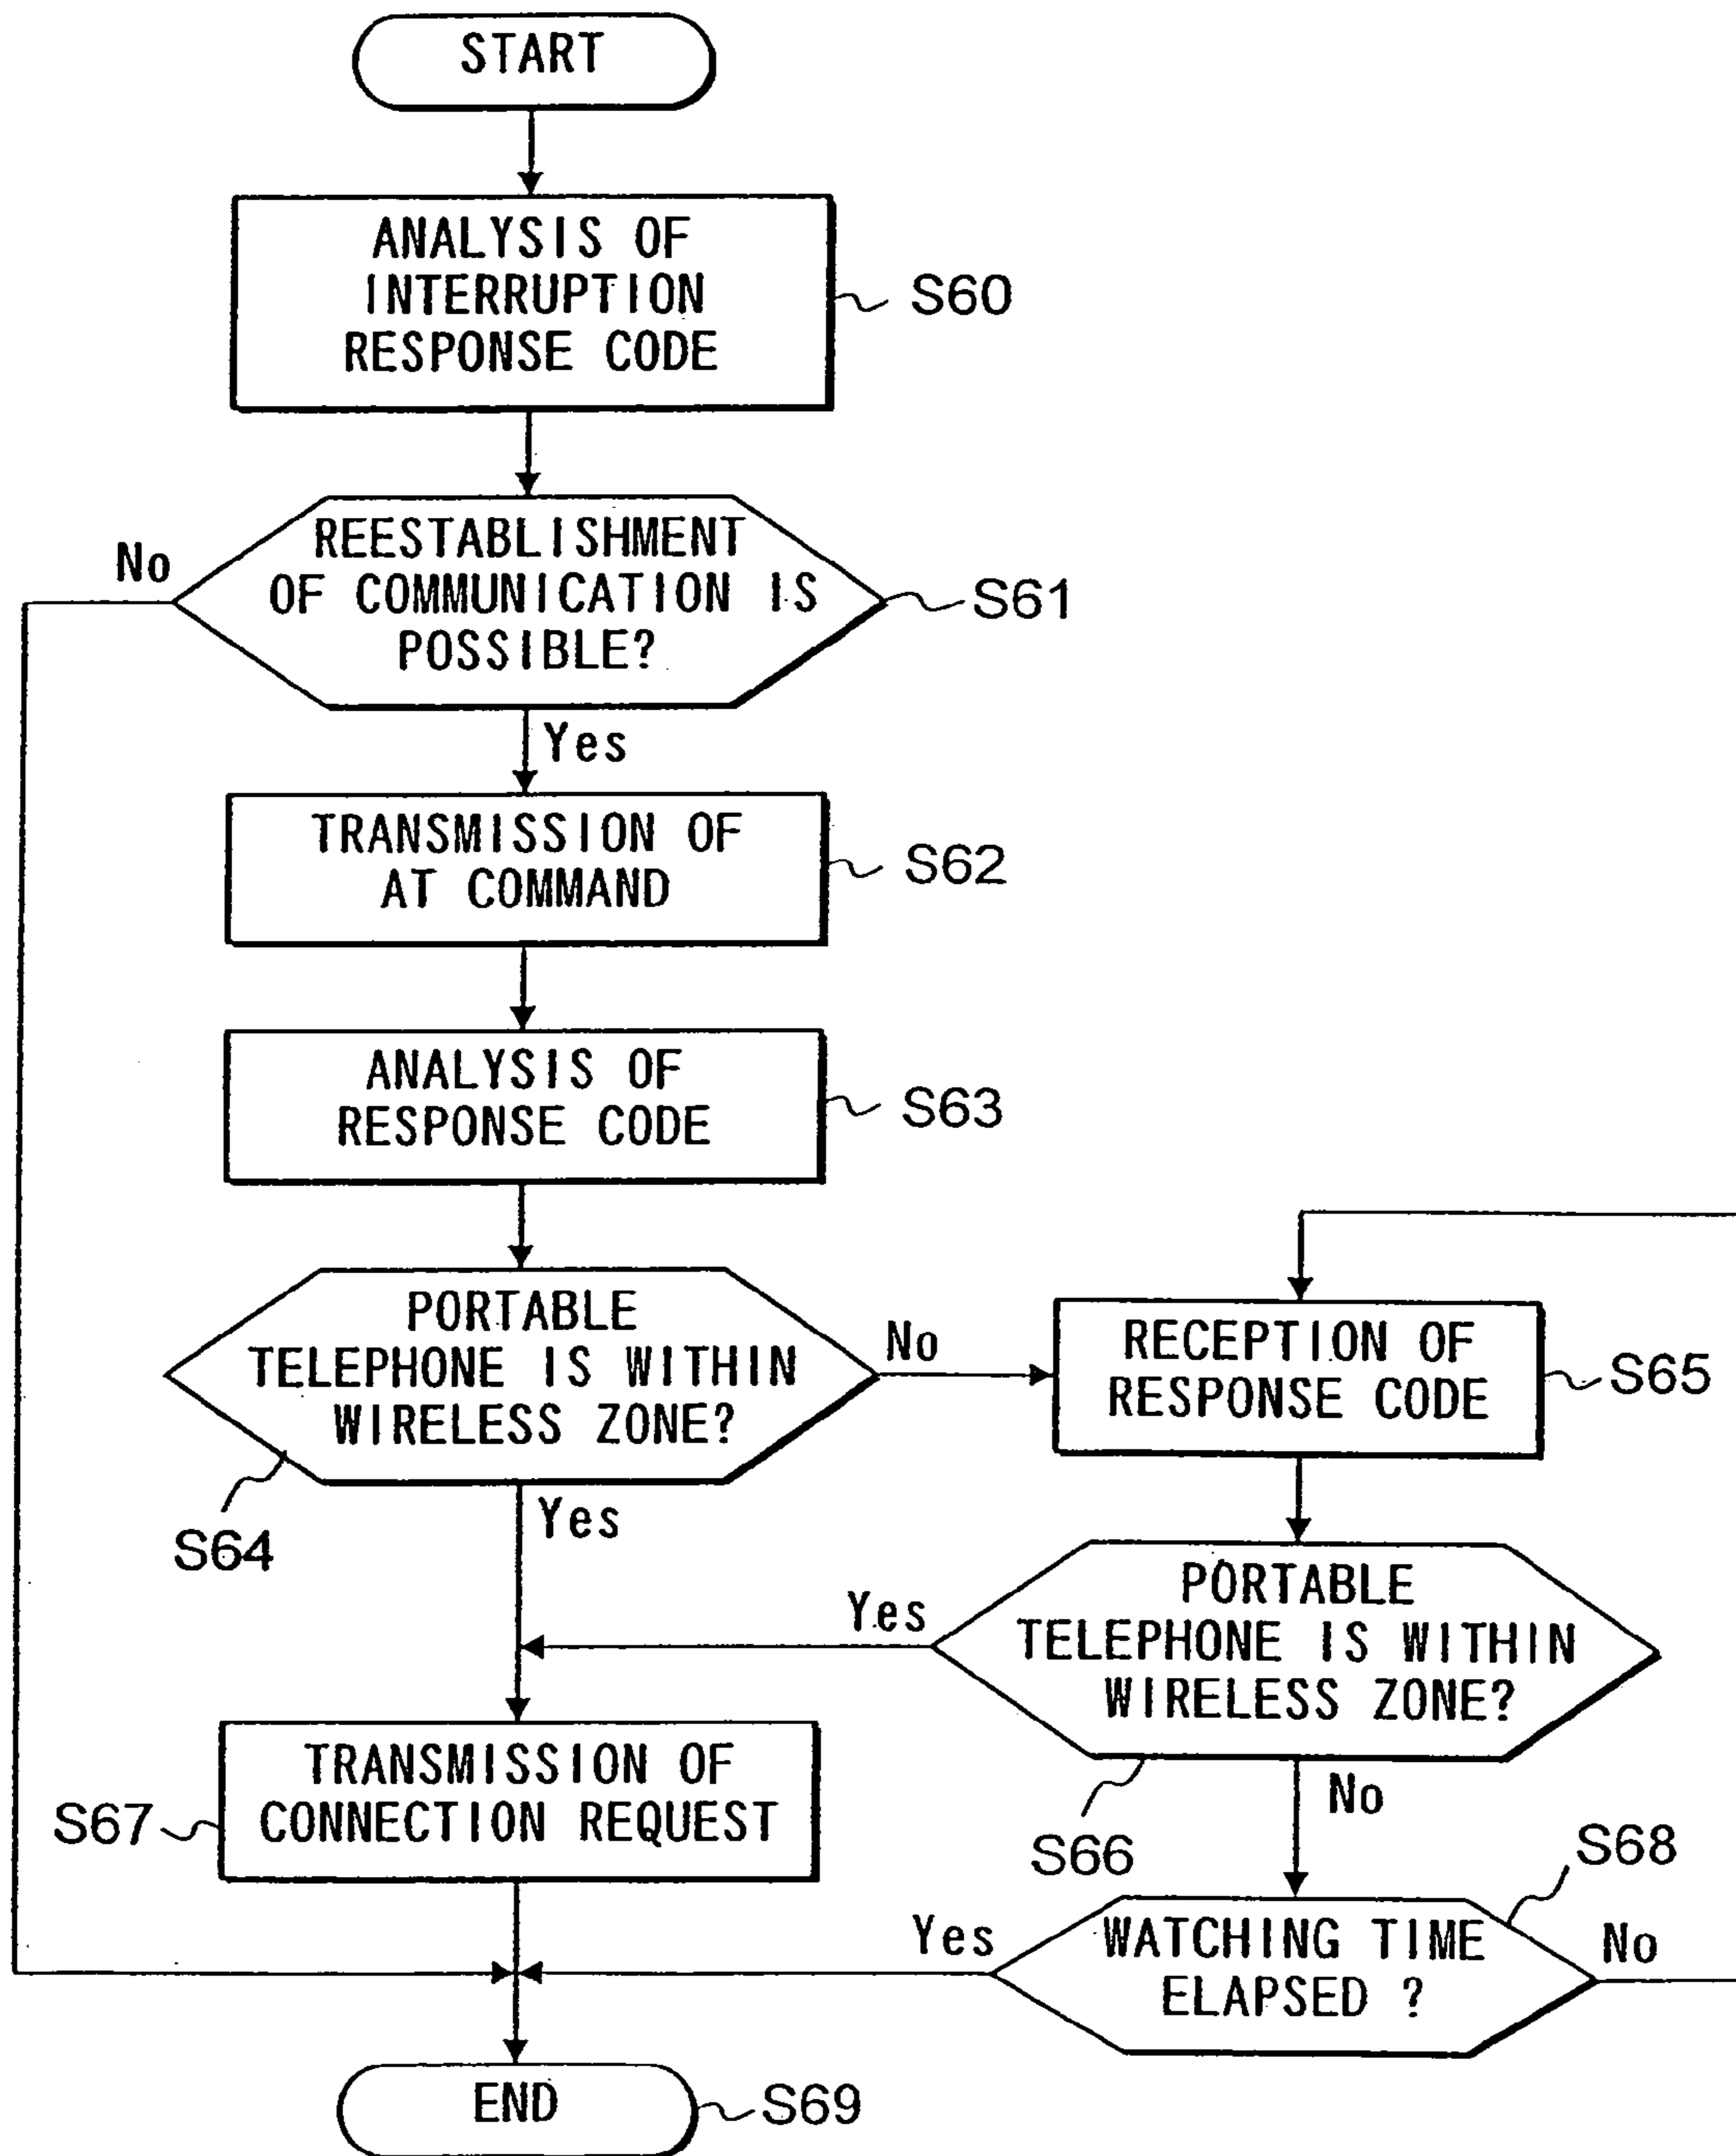 START
ANALYSIS OF
INTERRUPTION
RESPONSE CODE
S60
REESTABLISHMENT
OF COMMUNICATION IS
POSSIBLE?
No
S61
Yes
TRANSMISSION OF
AT COMMAND
S62
ANALYSIS OF
RESPONSE CODE
S63
PORTABLE
TELEPHONE IS WITHIN
WIRELESS ZONE?
No
S64
Yes
RECEPTION OF
RESPONSE CODE
S65
PORTABLE
TELEPHONE IS WITHIN
WIRELESS ZONE?
Yes
S66
No
TRANSMISSION OF
CONNECTION REQUEST
S67
WATCHING TIME
ELAPSED ?
Yes
S68
No
END
S69